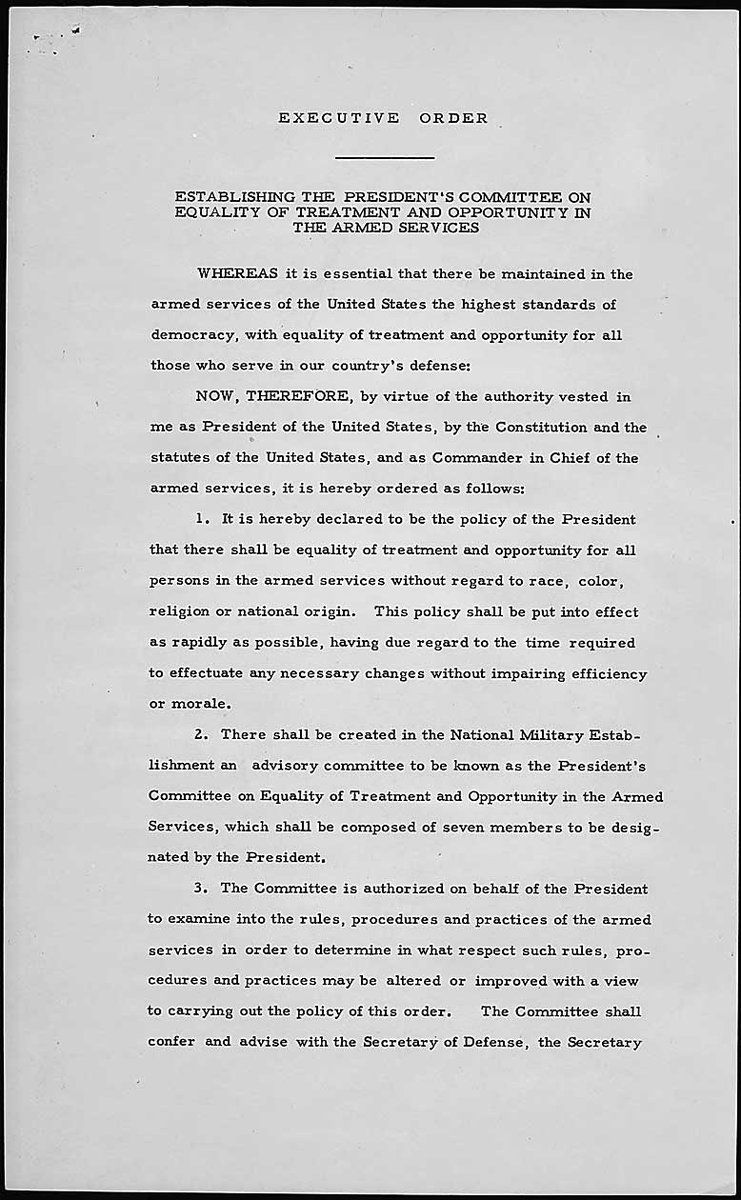 EXECUTIVE ORDER
ESTABLISHING THE PRESIDENT'S COMMITTEE ON
EQUALITY OF TREATMENT AND OPPORTUNITY IN
THE ARMED SERVICES
WHEREAS it is essential that there be maintained in the
armed services of the United States the highest standards of
democracy, with equality of treatment and opportunity for all
those who serve in our country's defense:
NOW, THEREFORE, by virtue of the authority vested in
me as President of the United States, by the Constitution and the
statutes of the United States, and as Commander in Chief of the
armed services, it is hereby ordered as follows:
1. It is hereby declared to be the policy of the President
that there shall be equality of treatment and opportunity for all
persons in the armed services without regard to race, color,
religion or national origin. This policy shall be put into effect
as rapidly as possible, having due regard to the time required
to effectuate any necessary changes without impairing efficiency
or morale.
2. There shall be created in the National Military Estab-
lishment an advisory committee to be known as the President's
Committee on Equality of Treatment and Opportunity in the Armed
Services, which shall be composed of seven members to be desig-
nated by the President.
3. The Committee is authorized on behalf of the President
to examine into the rules, procedures and practices of the armed
services in order to determine in what respect such rules, pro-
cedures and practices may be altered or improved with a view
to carrying out the policy of this order. The Committee shall
confer and advise with the Secretary of Defense, the Secretary